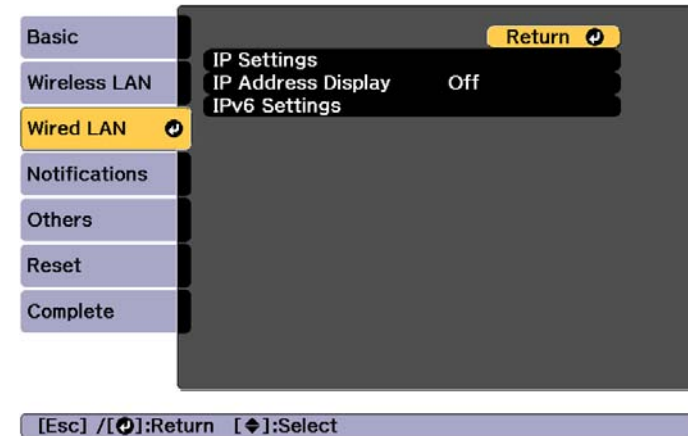 Basic
Wireless LAN
Wired LAN
Notifications
Others
Reset
Complete
Return
IP Settings
IP Address Display Off
IPv6 Settings
[Esc] /[ ]:Return [ ]:Select